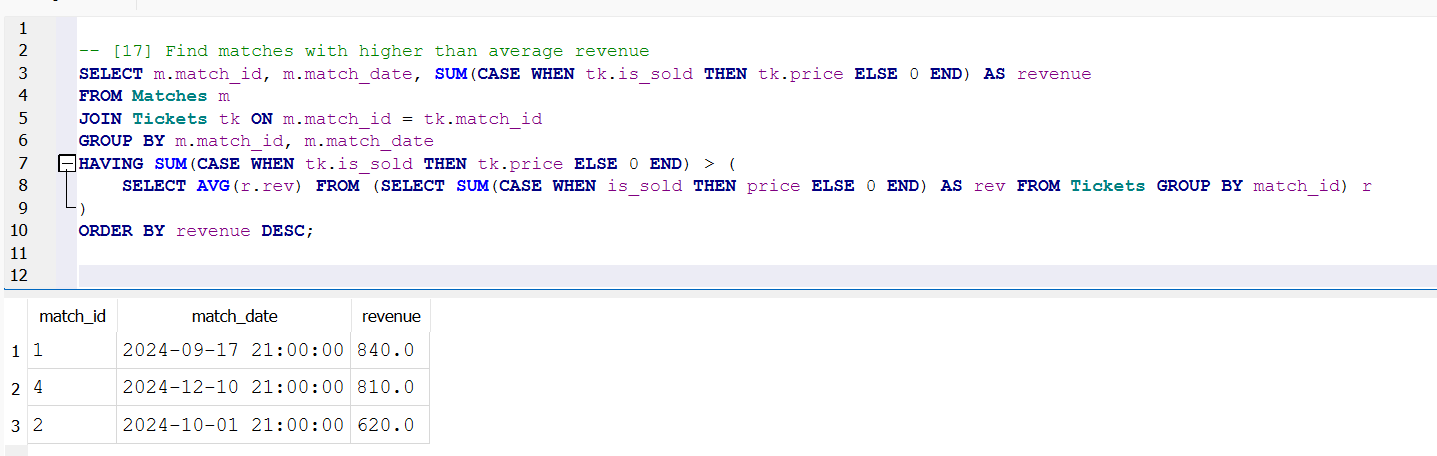 1
2 -- [17] Find matches with higher than average revenue
3 SELECT m.match_id, m.match_date, SUM(CASE WHEN tk.is_sold THEN tk.price ELSE 0 END) AS revenue
4 FROM Matches m
5 JOIN Tickets tk ON m.match_id = tk.match_id
6 GROUP BY m.match_id, m.match_date
7 HAVING SUM(CASE WHEN tk.is_sold THEN tk.price ELSE 0 END) > (
8 SELECT AVG(r.rev) FROM (SELECT SUM(CASE WHEN is_sold THEN price ELSE 0 END) AS rev FROM Tickets GROUP BY match_id) r
9 )
10 ORDER BY revenue DESC;
11
12
match_id match_date revenue
1 1 2024-09-17 21:00:00 840.0
2 4 2024-12-10 21:00:00 810.0
3 2 2024-10-01 21:00:00 620.0